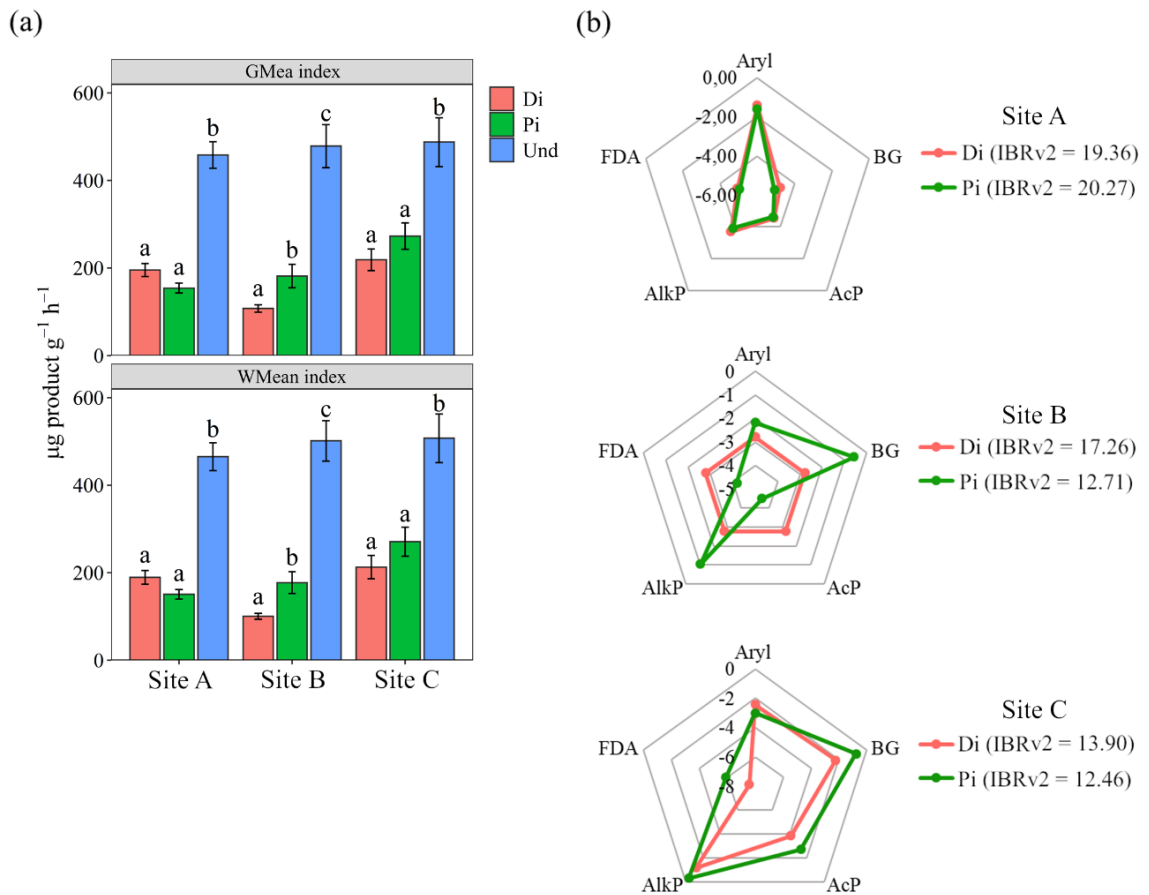 (a)
GMea index
600
400
200
0
a
a
b
a
b
c
a
a
b
Di
Pi
Und
WMean index
600
400
200
0
a
a
b
a
b
c
a
a
b
Site A
Site B
Site C
µg product g⁻¹ h⁻¹
(b)
Aryl
0,00
-2,00
-4,00
-6,00
FDA
BG
AlkP
AcP
Site A
Di (IBRv2 = 19.36)
Pi (IBRv2 = 20.27)
Aryl
0
-1
-2
-3
-4
-5
FDA
BG
AlkP
AcP
Site B
Di (IBRv2 = 17.26)
Pi (IBRv2 = 12.71)
Aryl
0
-2
-4
-6
-8
FDA
BG
AlkP
AcP
Site C
Di (IBRv2 = 13.90)
Pi (IBRv2 = 12.46)